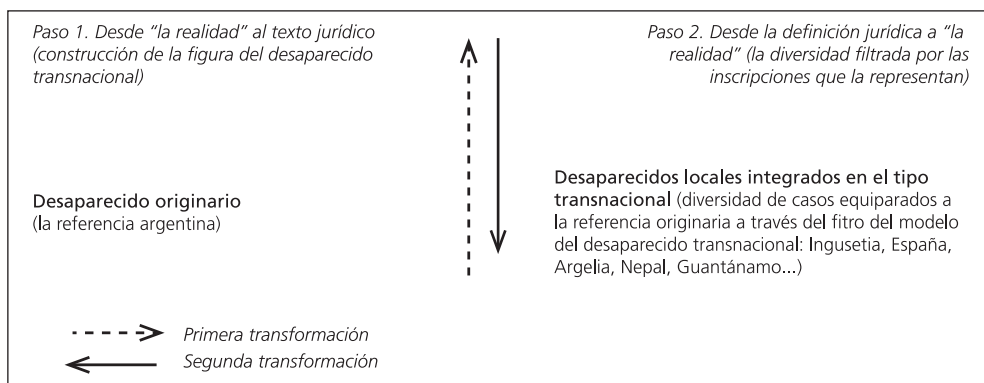 Paso 1. Desde “la realidad” al texto jurídico
(construcción de la figura del desaparecido
transnacional)
Paso 2. Desde la definición jurídica a “la
realidad” (la diversidad filtrada por las
inscripciones que la representan)
Desaparecido originario
(la referencia argentina)
Desaparecidos locales integrados en el tipo
transnacional (diversidad de casos equiparados a
la referencia originaria a través del fitro del modelo
del desaparecido transnacional: Ingusetia, España,
Argelia, Nepal, Guantánamo...)
Primera transformación
Segunda transformación